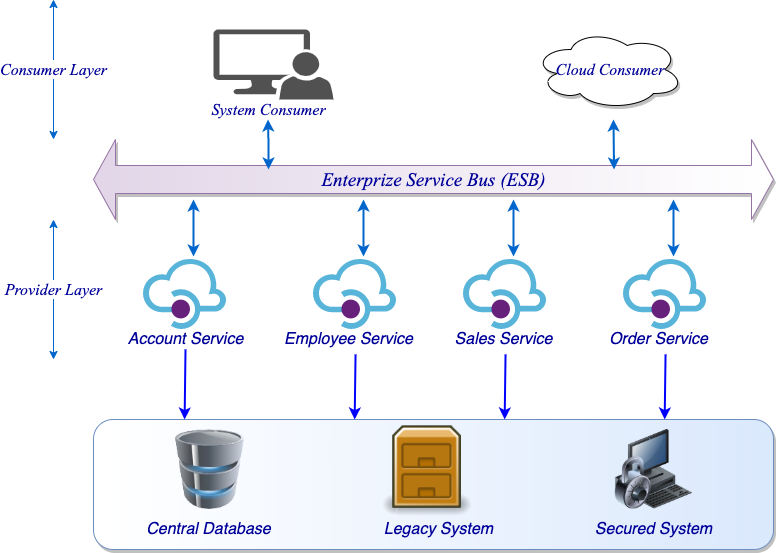 Consumer Layer
System Consumer
Cloud Consumer
Enterprize Service Bus (ESB)
Provider Layer
Account Service
Employee Service
Sales Service
Order Service
Central Database
Legacy System
Secured System